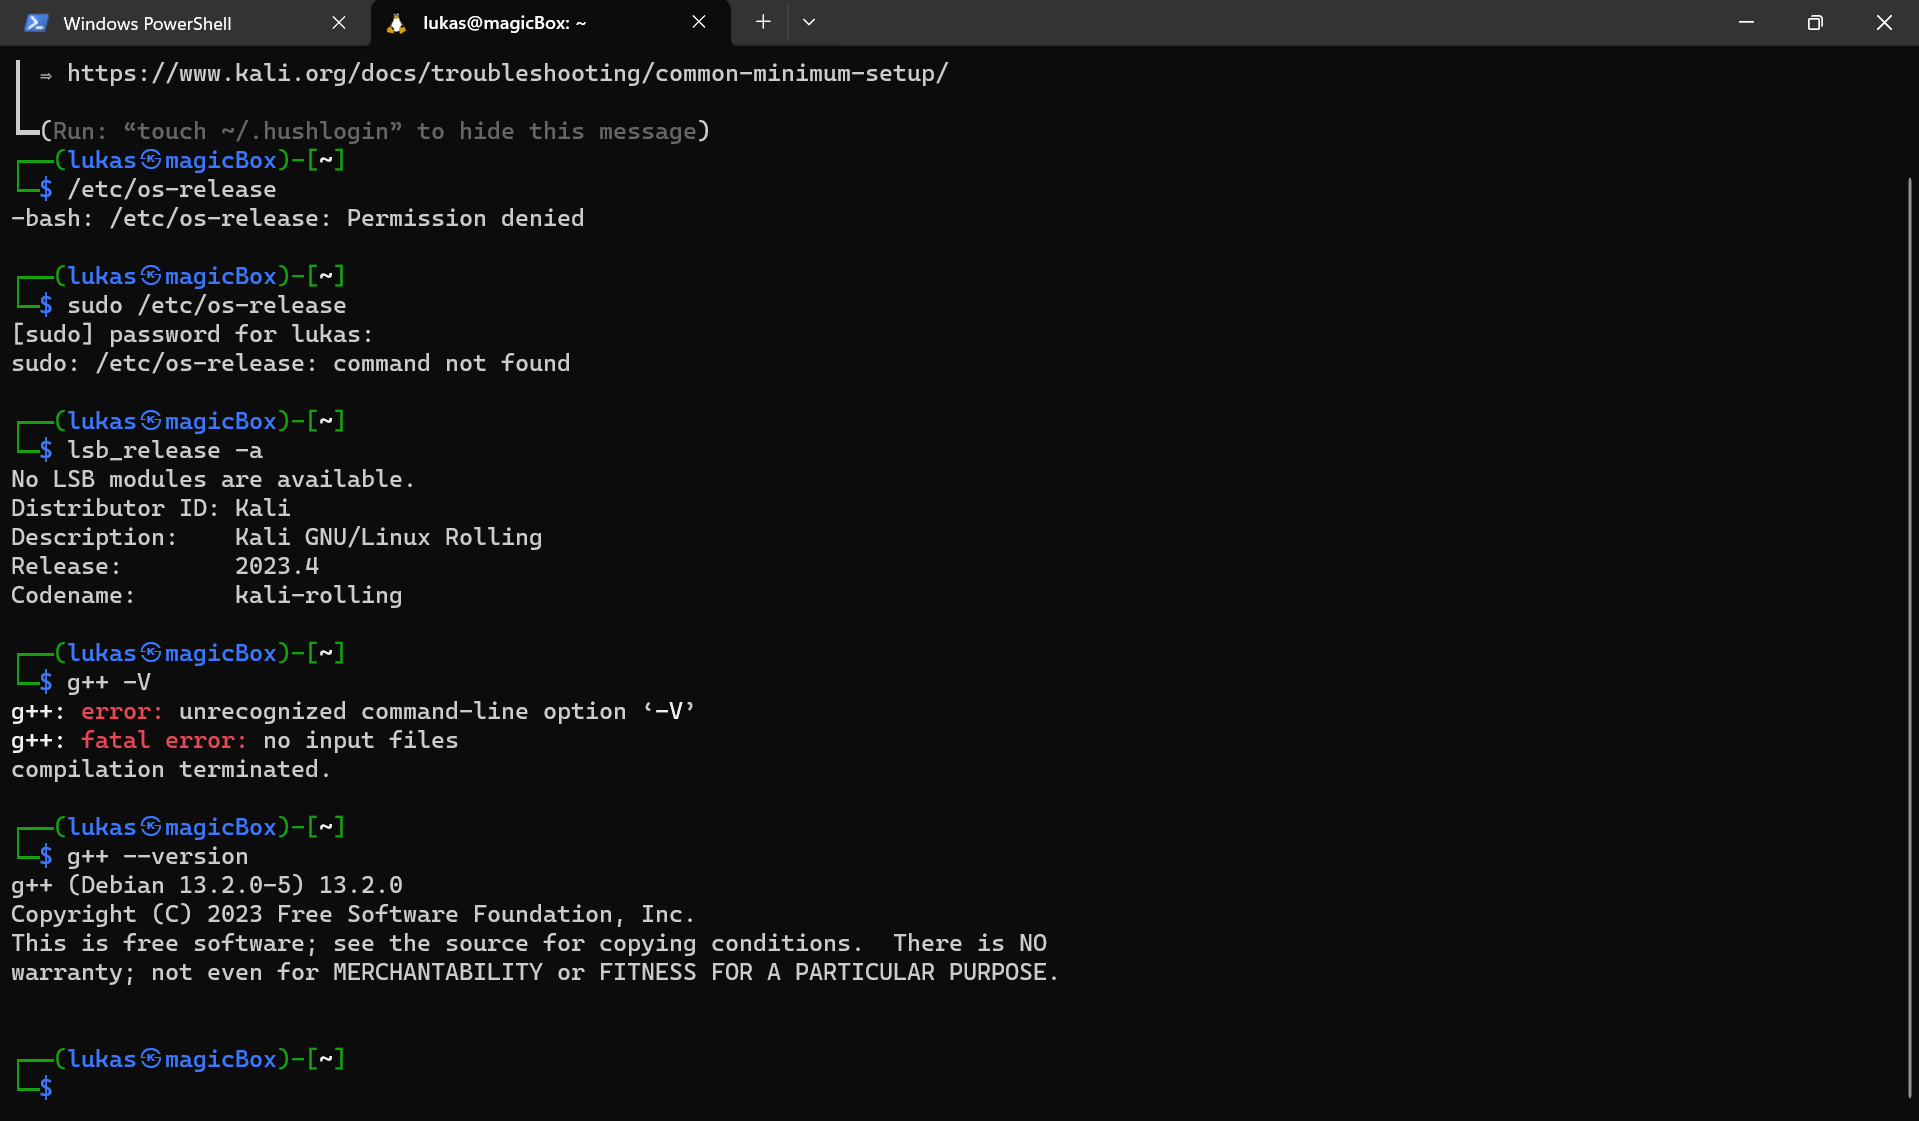 Windows PowerShell
lukas@magicBox: ~
⇒ https://www.kali.org/docs/troubleshooting/common-minimum-setup/
(Run: “touch ~/.hushlogin” to hide this message)
(lukas㉿magicBox)-[~]
$ /etc/os-release
-bash: /etc/os-release: Permission denied
(lukas㉿magicBox)-[~]
$ sudo /etc/os-release
[sudo] password for lukas:
sudo: /etc/os-release: command not found
(lukas㉿magicBox)-[~]
$ lsb_release -a
No LSB modules are available.
Distributor ID: Kali
Description:    Kali GNU/Linux Rolling
Release:        2023.4
Codename:       kali-rolling
(lukas㉿magicBox)-[~]
$ g++ -V
g++: error: unrecognized command-line option ‘-V’
g++: fatal error: no input files
compilation terminated.
(lukas㉿magicBox)-[~]
$ g++ --version
g++ (Debian 13.2.0-5) 13.2.0
Copyright (C) 2023 Free Software Foundation, Inc.
This is free software; see the source for copying conditions.  There is NO
warranty; not even for MERCHANTABILITY or FITNESS FOR A PARTICULAR PURPOSE.
(lukas㉿magicBox)-[~]
$